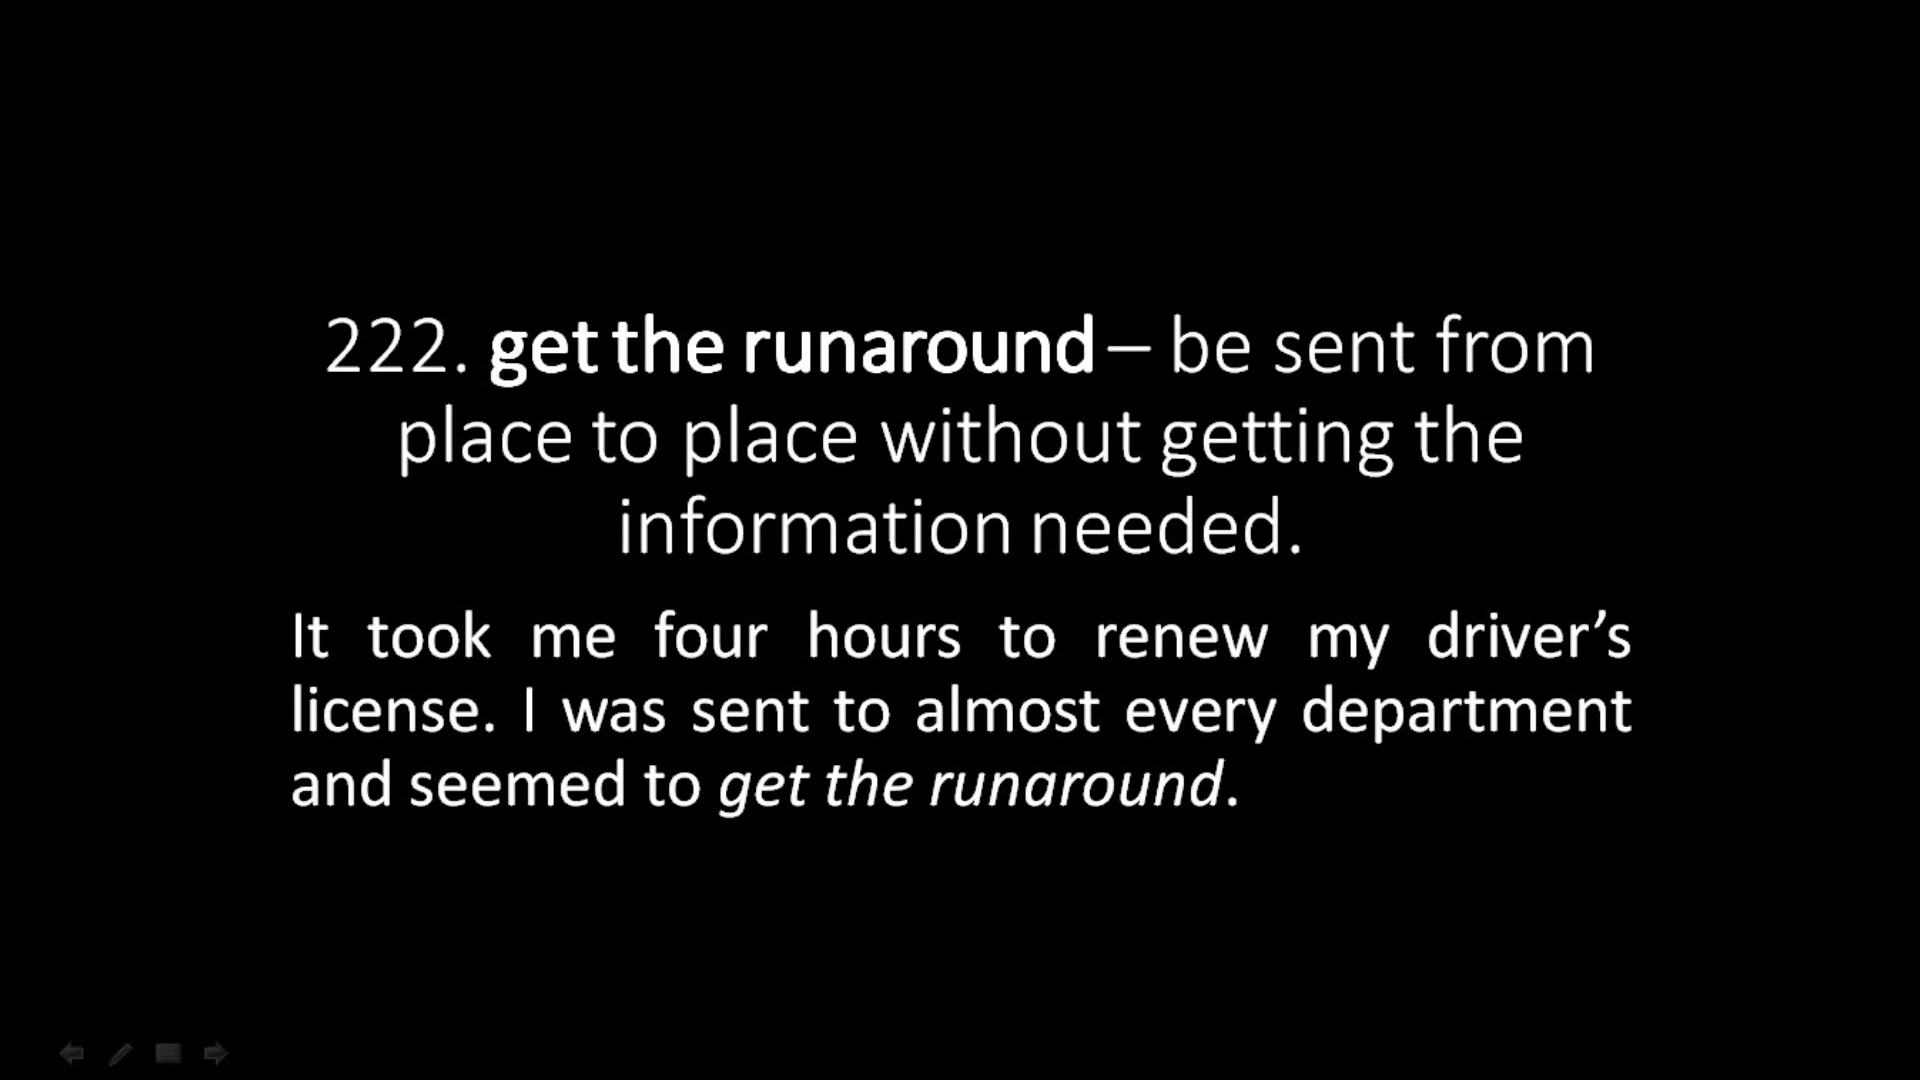 222. get the runaround – be sent from
place to place without getting the
information needed.
It took me four hours to renew my driver’s
license. I was sent to almost every department
and seemed to get the runaround.